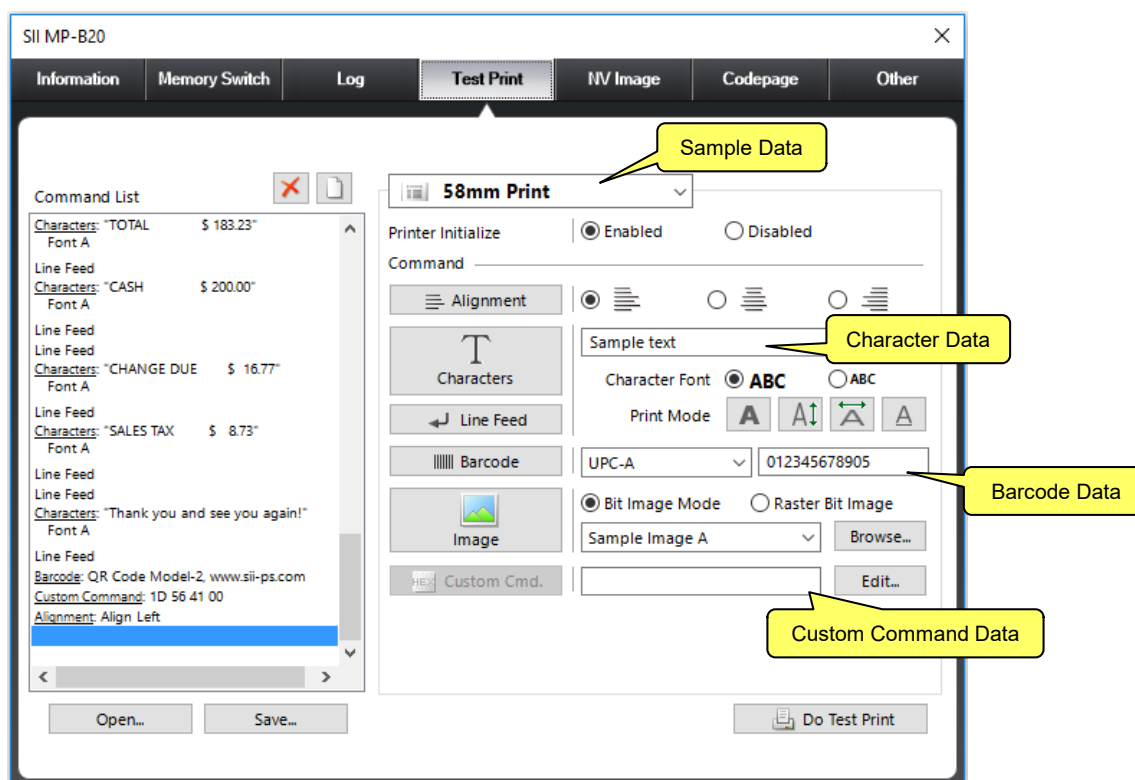 SII MP-B20
Information Memory Switch Log Test Print NV Image Codepage Other
Sample Data
Command List
Characters: "TOTAL $ 183.23"
Font A
Line Feed
Characters: "CASH $ 200.00"
Font A
Line Feed
Line Feed
Characters: "CHANGE DUE $ 16.77"
Font A
Line Feed
Characters: "SALES TAX $ 8.73"
Font A
Line Feed
Line Feed
Characters: "Thank you and see you again!"
Font A
Line Feed
Barcode: QR Code Model-2, www.sii-ps.com
Custom Command: 1D 56 41 00
Alignment: Align Left
Open...
Save...
58mm Print
Printer Initialize Enabled Disabled
Command
Alignment
Characters
Sample text
Character Data
Character Font ABC ABC
Print Mode A A A A
Line Feed
Barcode UPC-A 012345678905
Barcode Data
Image
Bit Image Mode Raster Bit Image
Sample Image A Browse...
HEX Custom Cmd. Edit...
Custom Command Data
Do Test Print